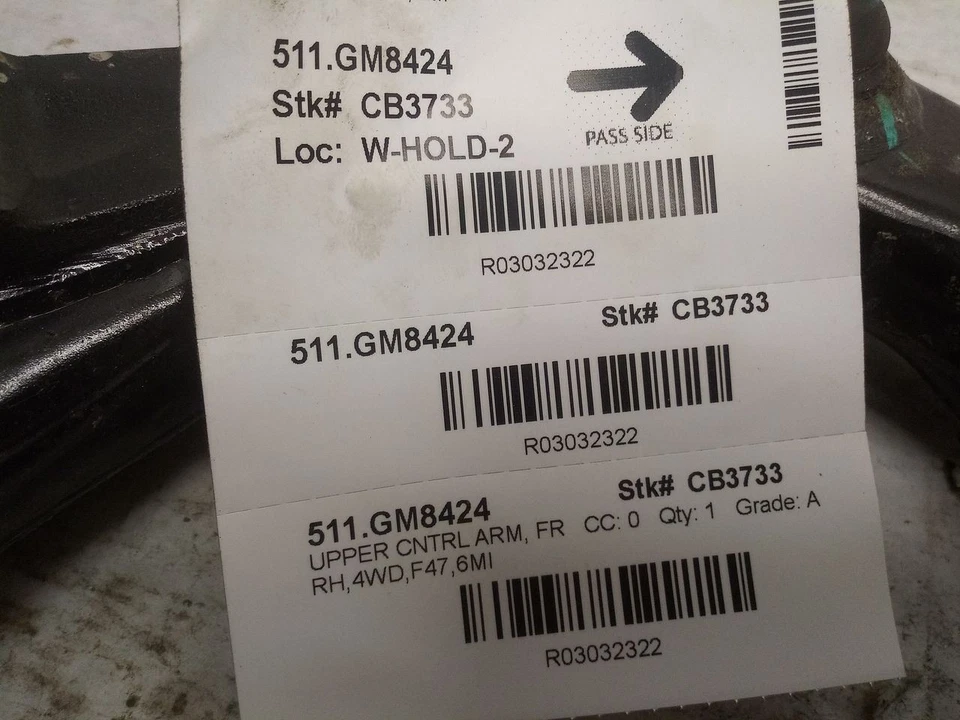 511.GM8424
Stk# CB3733
Loc: W-HOLD-2
PASS SIDE
R03032322
511.GM8424 Stk# CB3733
R03032322
511.GM8424 Stk# CB3733
UPPER CNTRL ARM, FR CC: 0 Qty: 1 Grade: A
RH,4WD,F47,6MI
R03032322